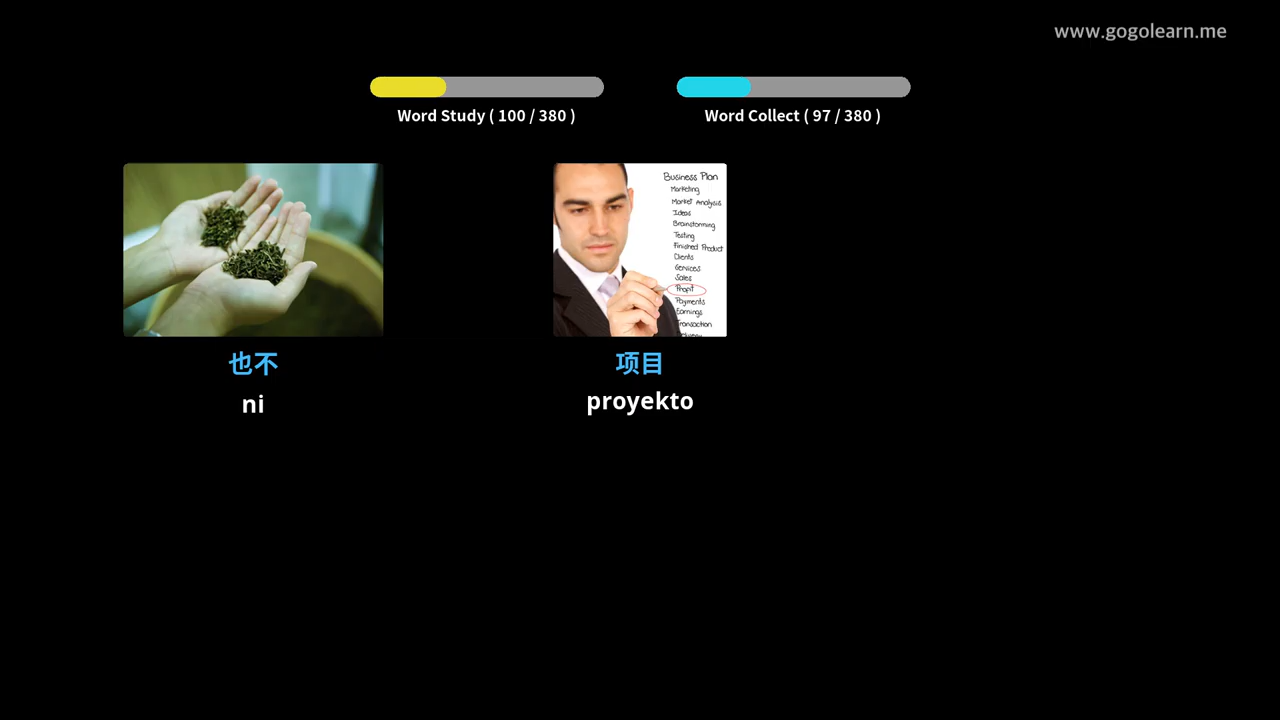 www.gogolearn.me
Word Study ( 100 / 380 )
Word Collect ( 97 / 380 )
Business Plan
Marketing
Market Analysis
Ideas
Brainstorming
Testing
Finished Product
Clients
Services
Sales
Profit
Payments
Earnings
Transaction
也不
ni
项目
proyekto